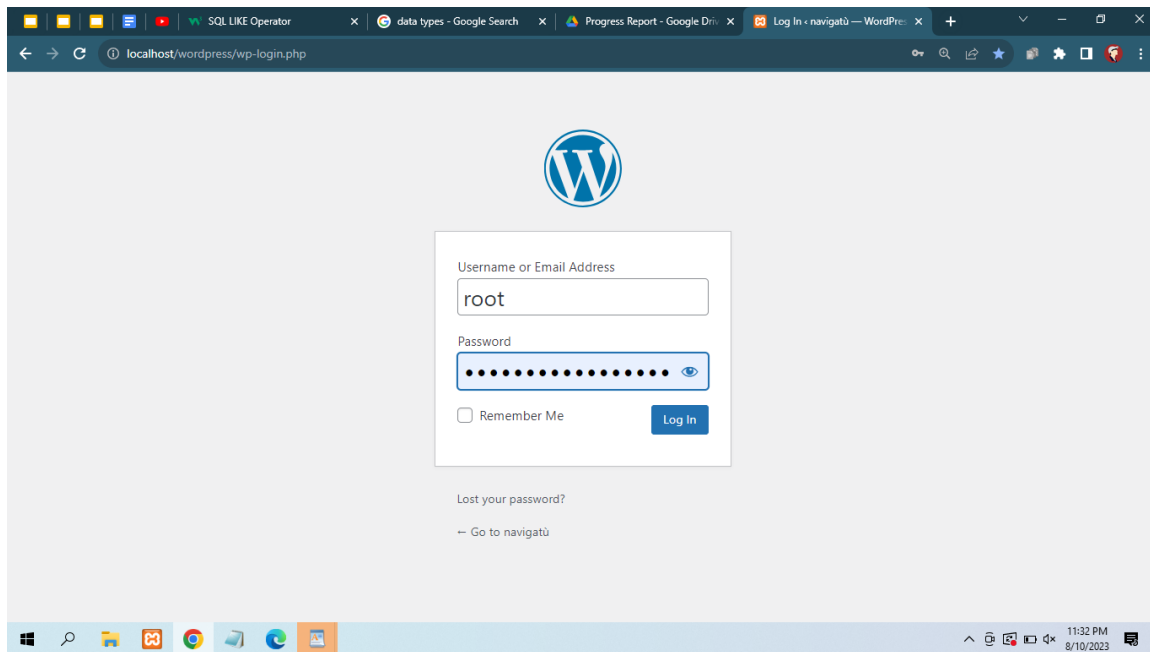 SQL LIKE Operator
data types - Google Search
Progress Report - Google Driv
Log In ‹ navigatù — WordPres
localhost/wordpress/wp-login.php
Username or Email Address
root
Password
Remember Me
Log In
Lost your password?
← Go to navigatù
11:32 PM
8/10/2023